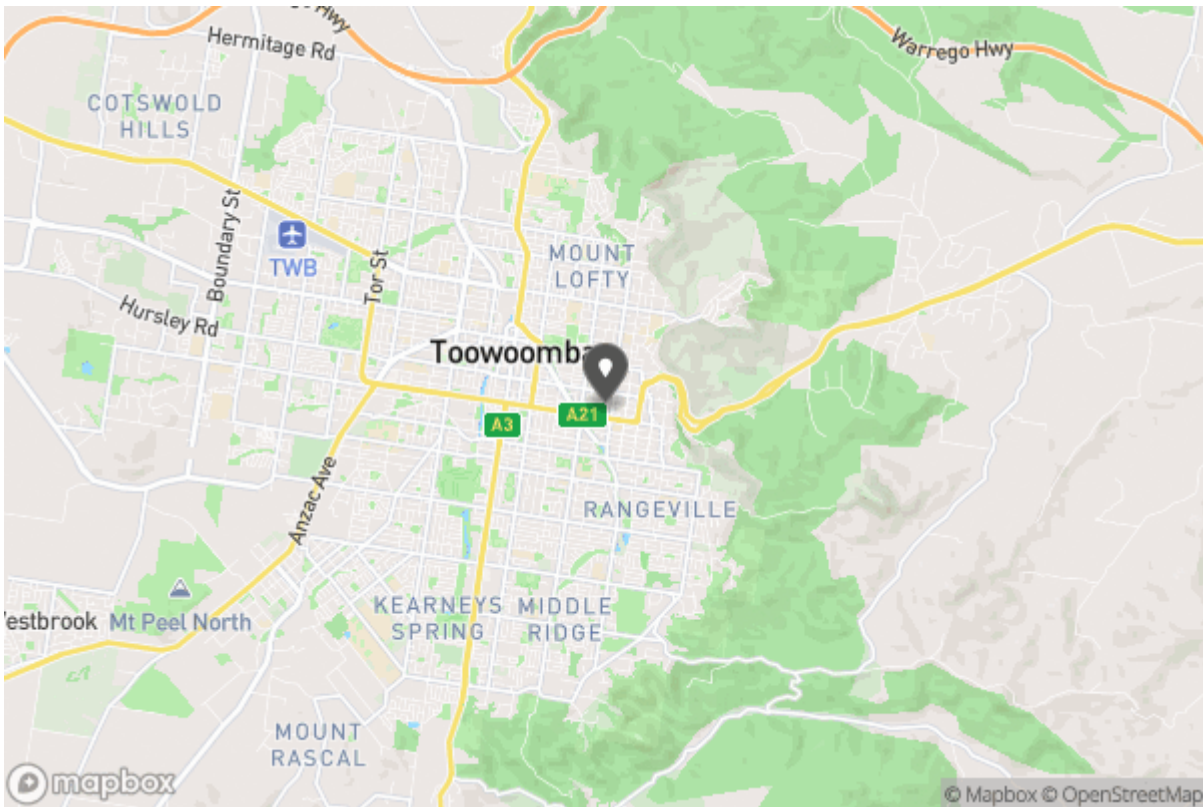 Hwy
Hermitage Rd
Warrego Hwy
COTSWOLD
HILLS
Boundary St
TWB
Tor St
MOUNT
LOFTY
Hursley Rd
Toowoomba
A21
A3
Anzac Ave
RANGEVILLE
KEARNEYS
SPRING
MIDDLE
RIDGE
Mt Peel North
MOUNT
RASCAL
mapbox
© Mapbox © OpenStreetMap